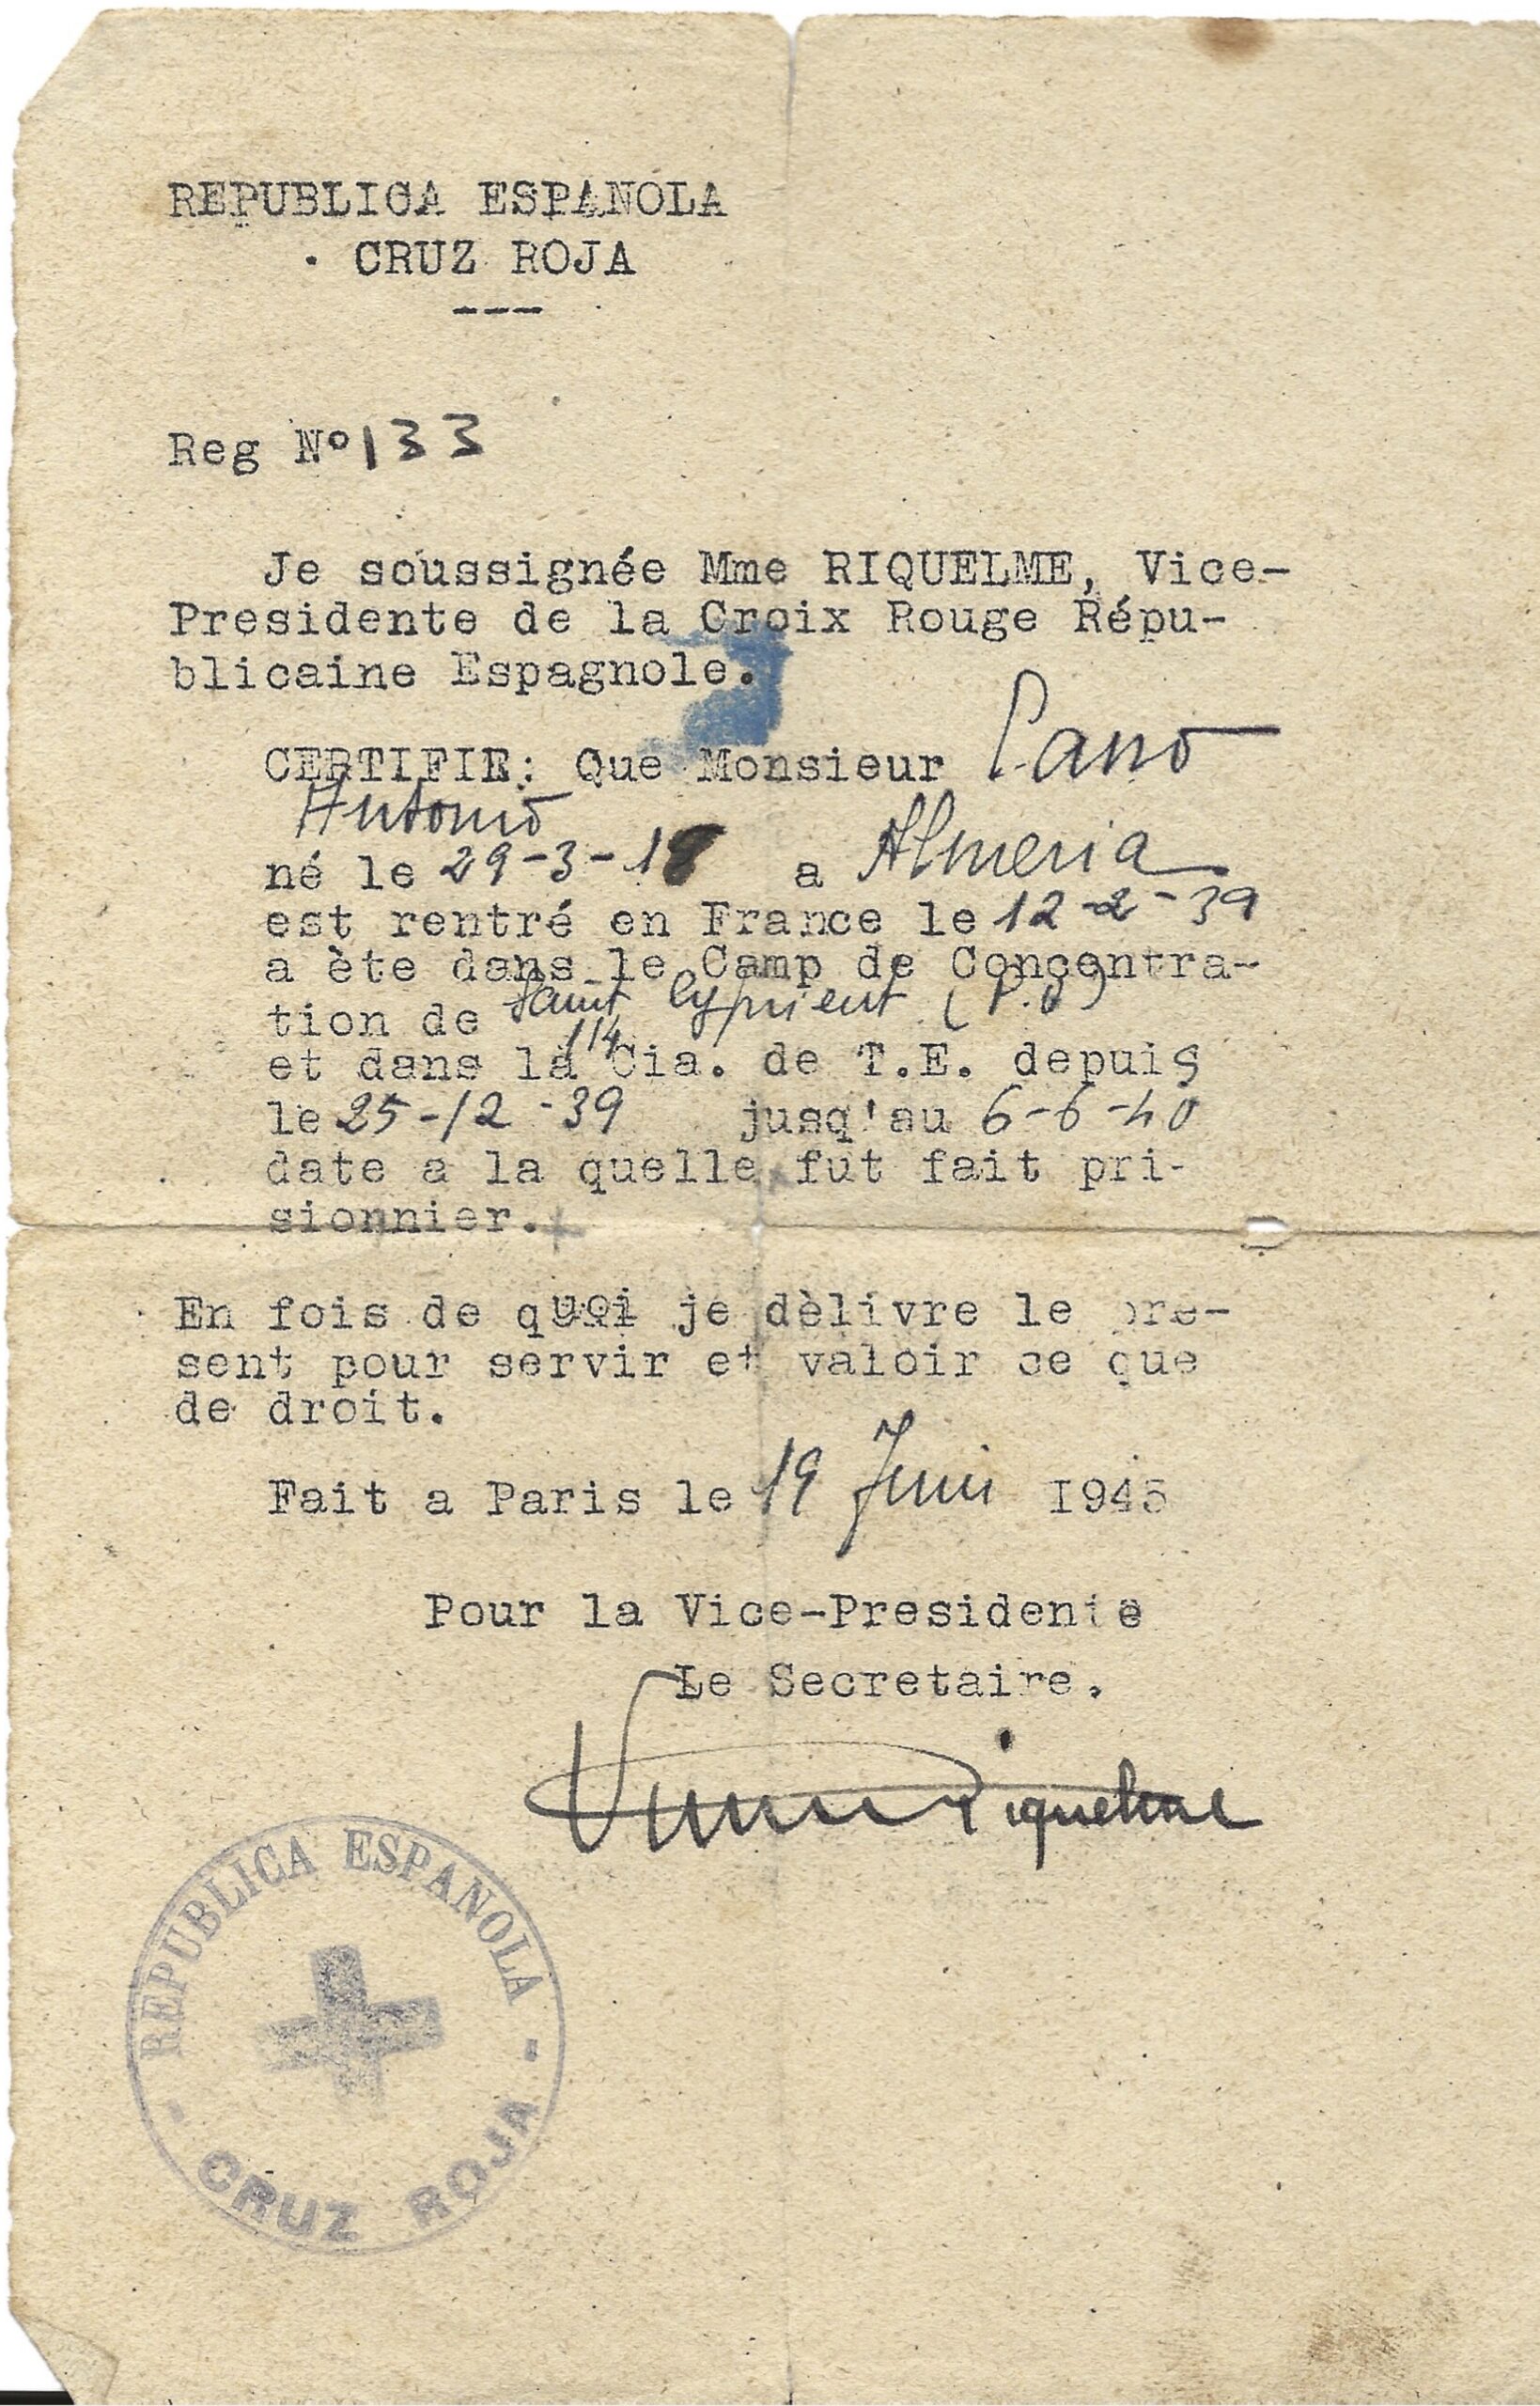 REPUBLICA ESPANOLA
. CRUZ ROJA
---
Reg Nº 133
Je soussignée Mme RIQUELME, Vice-
Presidente de la Croix Rouge Répu-
blicaine Espagnole.
CERTIFIE: Que Monsieur Cano
Antonio
né le 29-3-18 a Almeria
est rentré en France le 12-2-39
a ète dans le Camp de Concentra-
tion de Saint Cyprient (P.O)
et dans la 114 Cia. de T.E. depuis
le 25-12-39 jusq'au 6-6-40
date a la quelle fut fait pri-
sionnier.
En fois de quoi je dèlivre le pre-
sent pour servir et valoir ce que
de droit.
Fait a Paris le 19 Juin 1945
Pour la Vice-Presidente
Le Secretaire.
Riquelme
REPUBLICA ESPANOLA
- CRUZ ROJA -